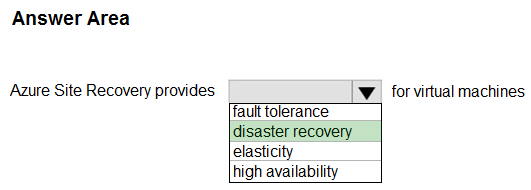 Answer Area
Azure Site Recovery provides for virtual machines
fault tolerance
disaster recovery
elasticity
high availability